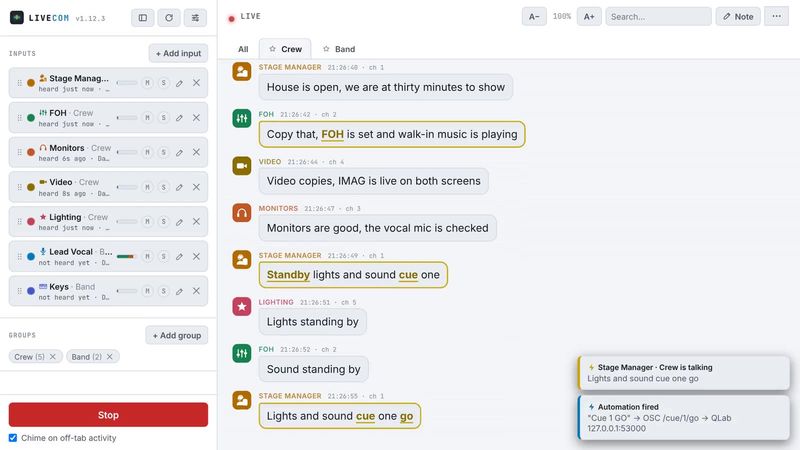 LIVECOM v1.12.3
INPUTS
+ Add input
Stage Manag...
heard just now · …
M S
FOH · Crew
heard just now · …
M S
Monitors · Crew
heard 6s ago · Da…
M S
Video · Crew
heard 8s ago · Da…
M S
Lighting · Crew
heard just now · …
M S
Lead Vocal · B...
not heard yet · D…
M S
Keys · Band
not heard yet · D…
M S
GROUPS
+ Add group
Crew (5)
Band (2)
Stop
Chime on off-tab activity
LIVE
A−
100%
A+
Search...
Note
All
Crew
Band
STAGE MANAGER 21:26:40 · ch 1
House is open, we are at thirty minutes to show
FOH 21:26:42 · ch 2
Copy that, FOH is set and walk-in music is playing
VIDEO 21:26:44 · ch 4
Video copies, IMAG is live on both screens
MONITORS 21:26:47 · ch 3
Monitors are good, the vocal mic is checked
STAGE MANAGER 21:26:49 · ch 1
Standby lights and sound cue one
LIGHTING 21:26:51 · ch 5
Lights standing by
FOH 21:26:52 · ch 2
Sound standing by
STAGE MANAGER 21:26:55 · ch 1
Lights and sound cue one go
Stage Manager · Crew is talking
Lights and sound cue one go
Automation fired
"Cue 1 GO" → OSC /cue/1/go → QLab
127.0.0.1:53000